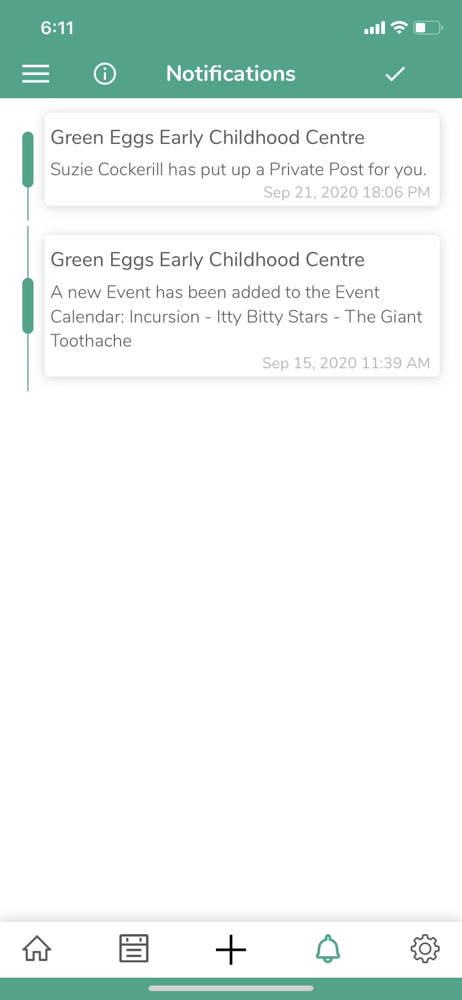 6:11
Notifications
Green Eggs Early Childhood Centre
Suzie Cockerill has put up a Private Post for you.
Sep 21, 2020 18:06 PM
Green Eggs Early Childhood Centre
A new Event has been added to the Event
Calendar: Incursion - Itty Bitty Stars - The Giant
Toothache
Sep 15, 2020 11:39 AM